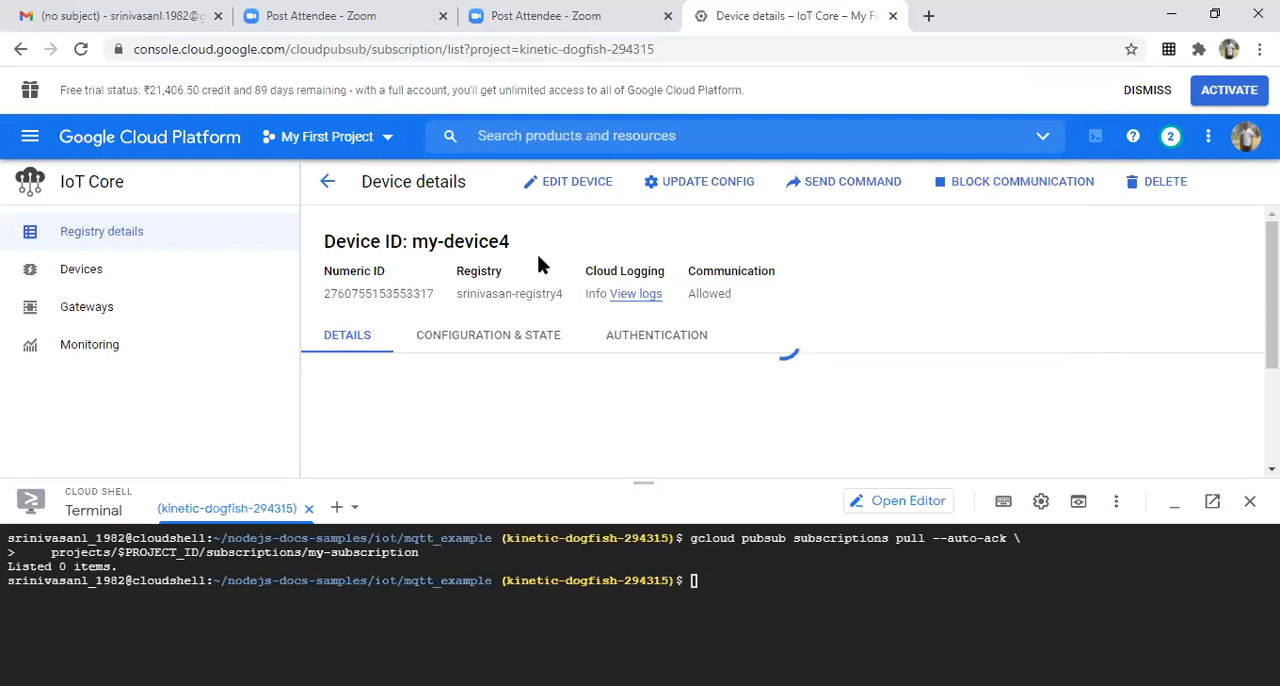 (no subject) - srinivasanl.1982@g
Post Attendee - Zoom
Post Attendee - Zoom
Device details – IoT Core – My Fi
console.cloud.google.com/cloudpubsub/subscription/list?project=kinetic-dogfish-294315
Free trial status: ₹21,406.50 credit and 89 days remaining - with a full account, you'll get unlimited access to all of Google Cloud Platform.
DISMISS
ACTIVATE
Google Cloud Platform
My First Project
Search products and resources
2
IoT Core
Device details
EDIT DEVICE
UPDATE CONFIG
SEND COMMAND
BLOCK COMMUNICATION
DELETE
Registry details
Devices
Gateways
Monitoring
Device ID: my-device4
Numeric ID Registry Cloud Logging Communication
2760755153553317 srinivasan-registry4 Info View logs Allowed
DETAILS CONFIGURATION & STATE AUTHENTICATION
CLOUD SHELL
Terminal
(kinetic-dogfish-294315)
Open Editor
srinivasanl_1982@cloudshell:~/nodejs-docs-samples/iot/mqtt_example (kinetic-dogfish-294315)$ gcloud pubsub subscriptions pull --auto-ack \
> projects/$PROJECT_ID/subscriptions/my-subscription
Listed 0 items.
srinivasanl_1982@cloudshell:~/nodejs-docs-samples/iot/mqtt_example (kinetic-dogfish-294315)$